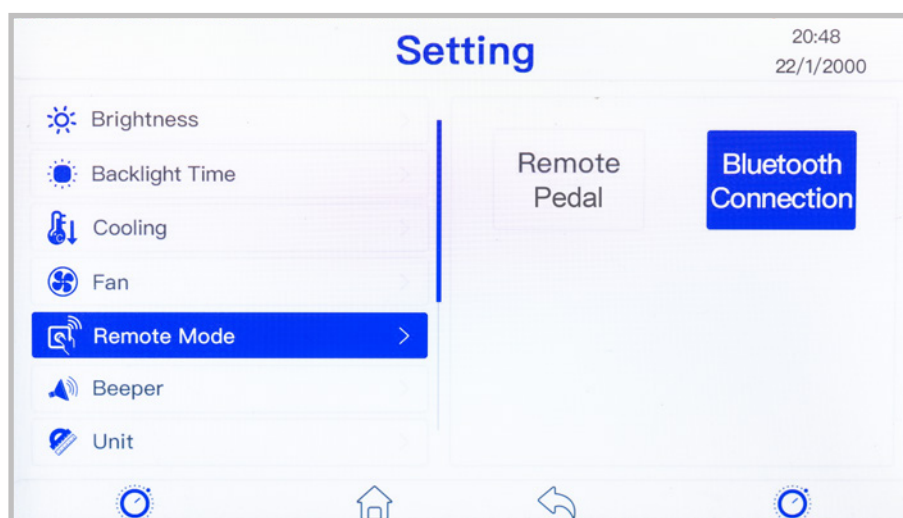 Setting
20:48
22/1/2000
Brightness
Backlight Time
Cooling
Fan
Remote Mode
Beeper
Unit
Remote
Pedal
Bluetooth
Connection